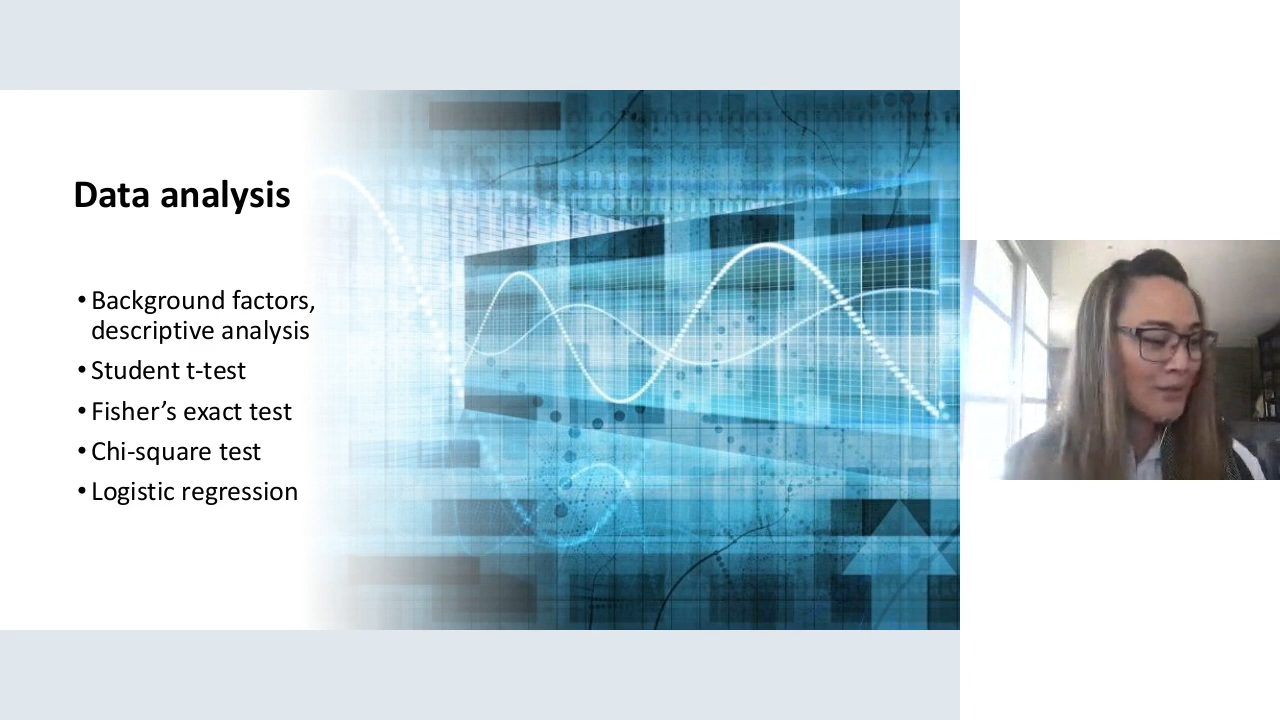 Data analysis
• Background factors,
descriptive analysis
• Student t-test
• Fisher’s exact test
• Chi-square test
• Logistic regression